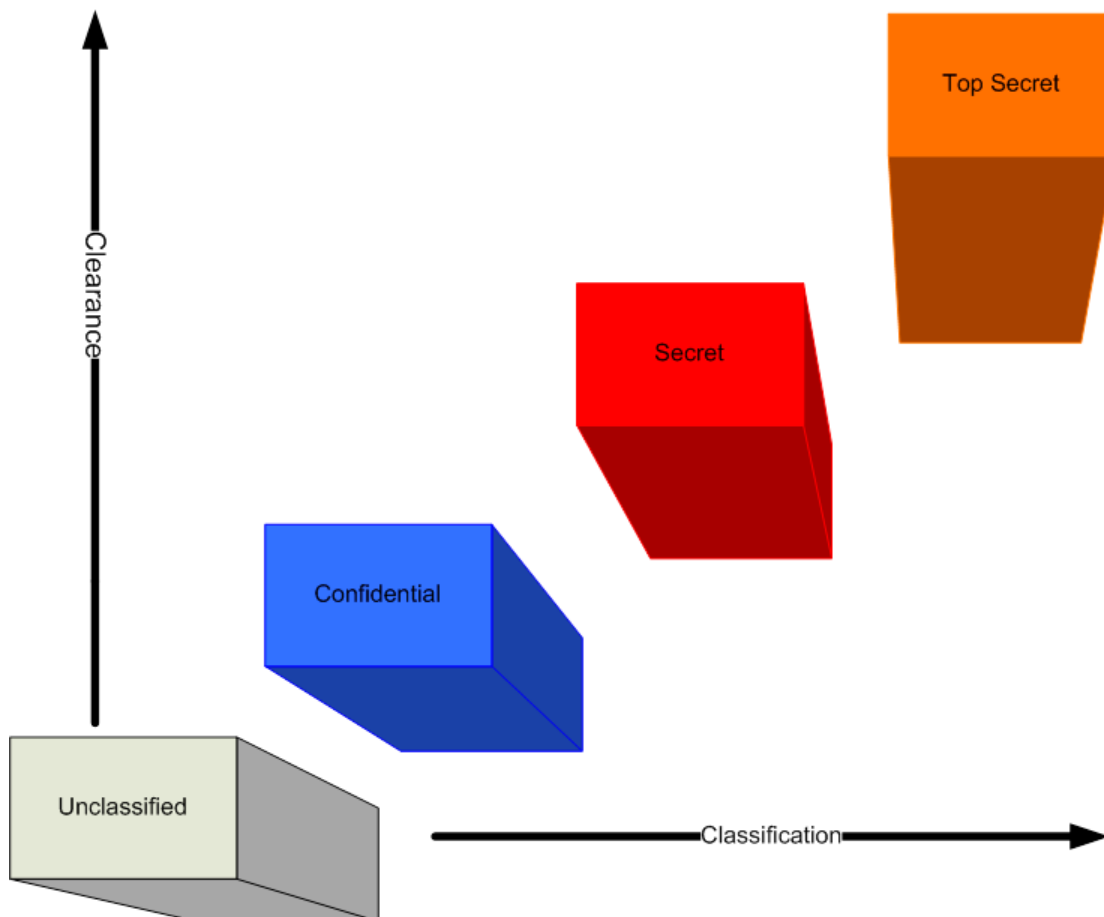 Top Secret
Clearance
Secret
Confidential
Unclassified
Classification